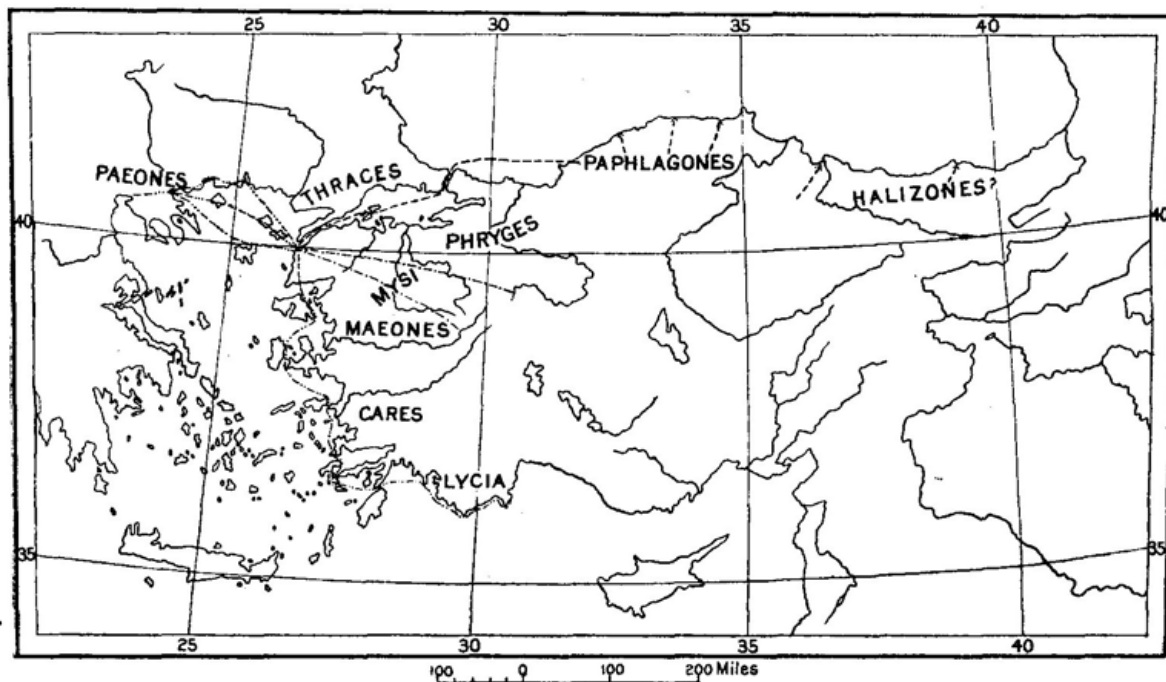 25 30 35 40
PAEONES
THRACES
PAPHLAGONES
HALIZONES?
40 40
PHRYGES
MYSI
MAEONES
CARES
LYCIA
35 35
25 30 35 40
100 0 100 200 Miles